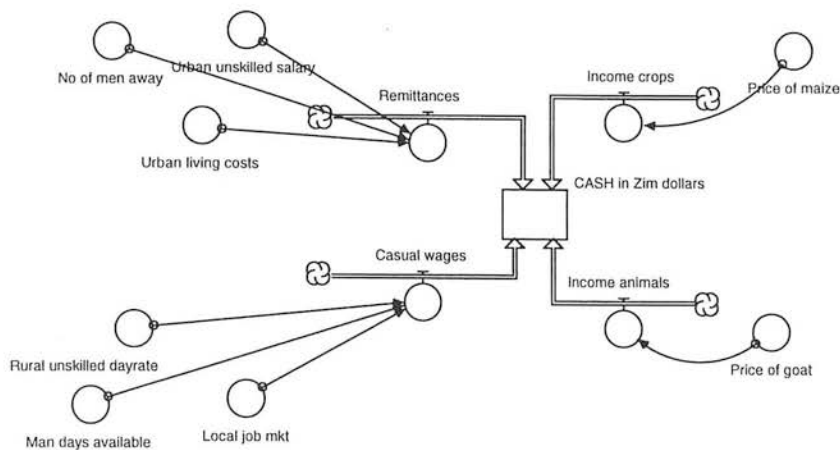 No of men away
Urban unskilled salary
Remittances
Urban living costs
Income crops
Price of maize
CASH in Zim dollars
Casual wages
Income animals
Rural unskilled dayrate
Man days available
Local job mkt
Price of goat